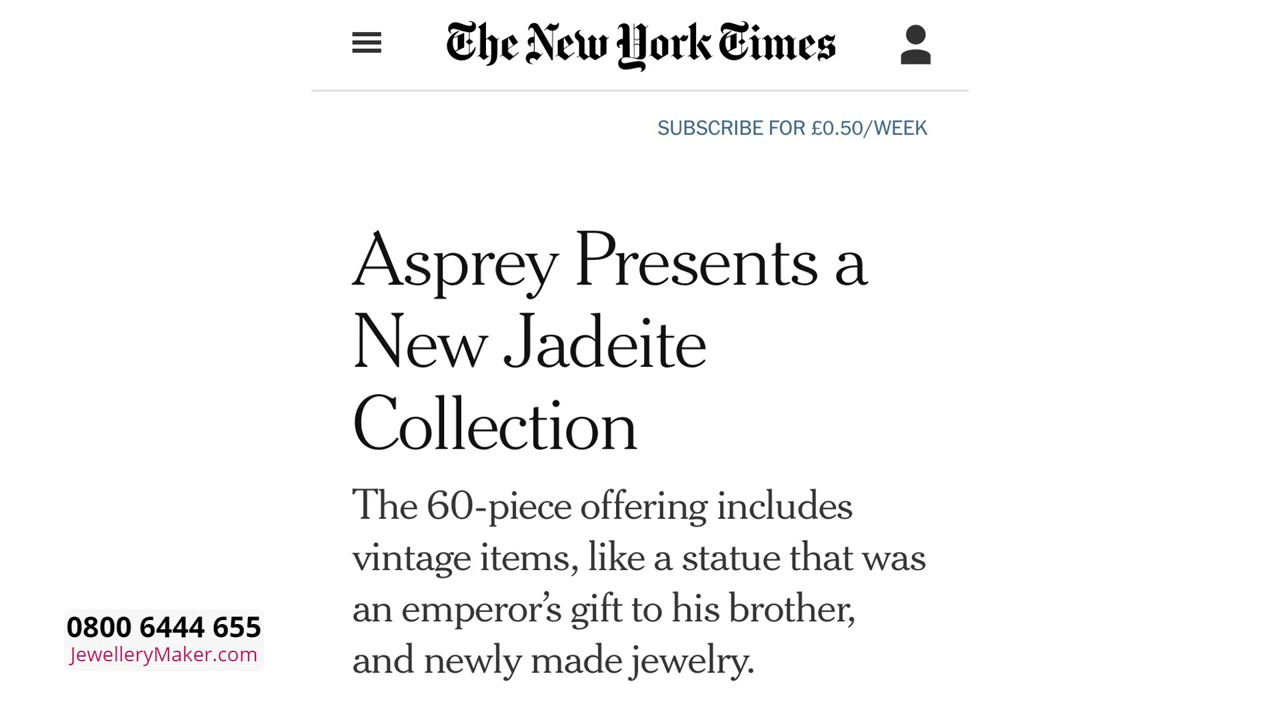 The New York Times
SUBSCRIBE FOR £0.50/WEEK
Asprey Presents a
New Jadeite
Collection
The 60-piece offering includes
vintage items, like a statue that was
an emperor’s gift to his brother,
and newly made jewelry.
0800 6444 655
JewelleryMaker.com